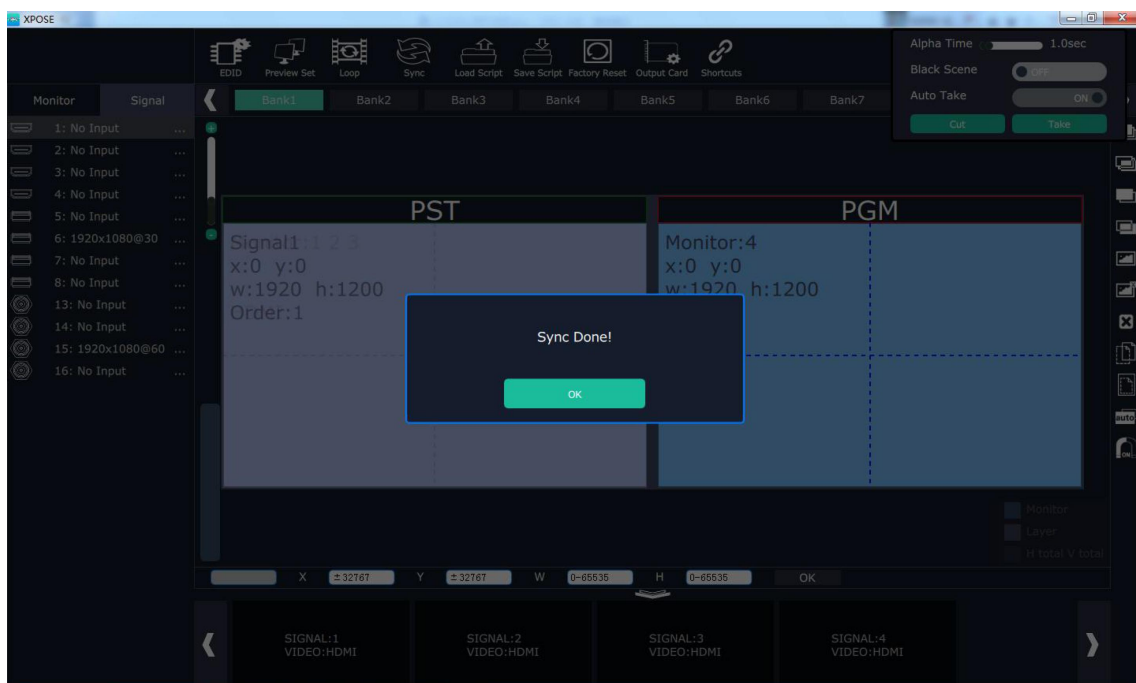 XPOSE
EDID
Preview Set
Loop
Sync
Load Script
Save Script
Factory Reset
Output Card
Shortcuts
Alpha Time 1.0sec
Black Scene OFF
Auto Take ON
Cut Take
Monitor Signal
Bank1 Bank2 Bank3 Bank4 Bank5 Bank6 Bank7
1: No Input ...
2: No Input ...
3: No Input ...
4: No Input ...
5: No Input ...
6: 1920x1080@30 ...
7: No Input ...
8: No Input ...
13: No Input ...
14: No Input ...
15: 1920x1080@60 ...
16: No Input ...
PST
Signal1:1 2 3
x:0 y:0
w:1920 h:1200
Order:1
PGM
Monitor:4
x:0 y:0
w:1920 h:1200
Sync Done!
OK
auto
ON
Monitor
Layer
H total V total
X ±32767 Y ±32767 W 0-65535 H 0-65535 OK
SIGNAL:1
VIDEO:HDMI
SIGNAL:2
VIDEO:HDMI
SIGNAL:3
VIDEO:HDMI
SIGNAL:4
VIDEO:HDMI